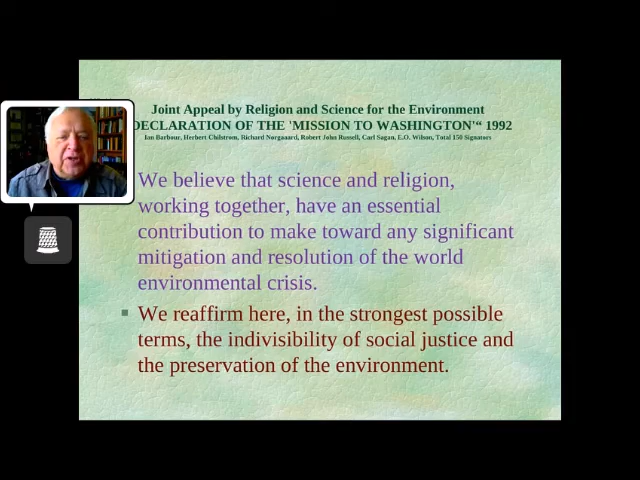 Joint Appeal by Religion and Science for the Environment
DECLARATION OF THE 'MISSION TO WASHINGTON'“ 1992
Ian Barbour, Herbert Chilstrom, Richard Norgaaard, Robert John Russell, Carl Sagan, E.O. Wilson, Total 150 Signators
We believe that science and religion,
working together, have an essential
contribution to make toward any significant
mitigation and resolution of the world
environmental crisis.
We reaffirm here, in the strongest possible
terms, the indivisibility of social justice and
the preservation of the environment.